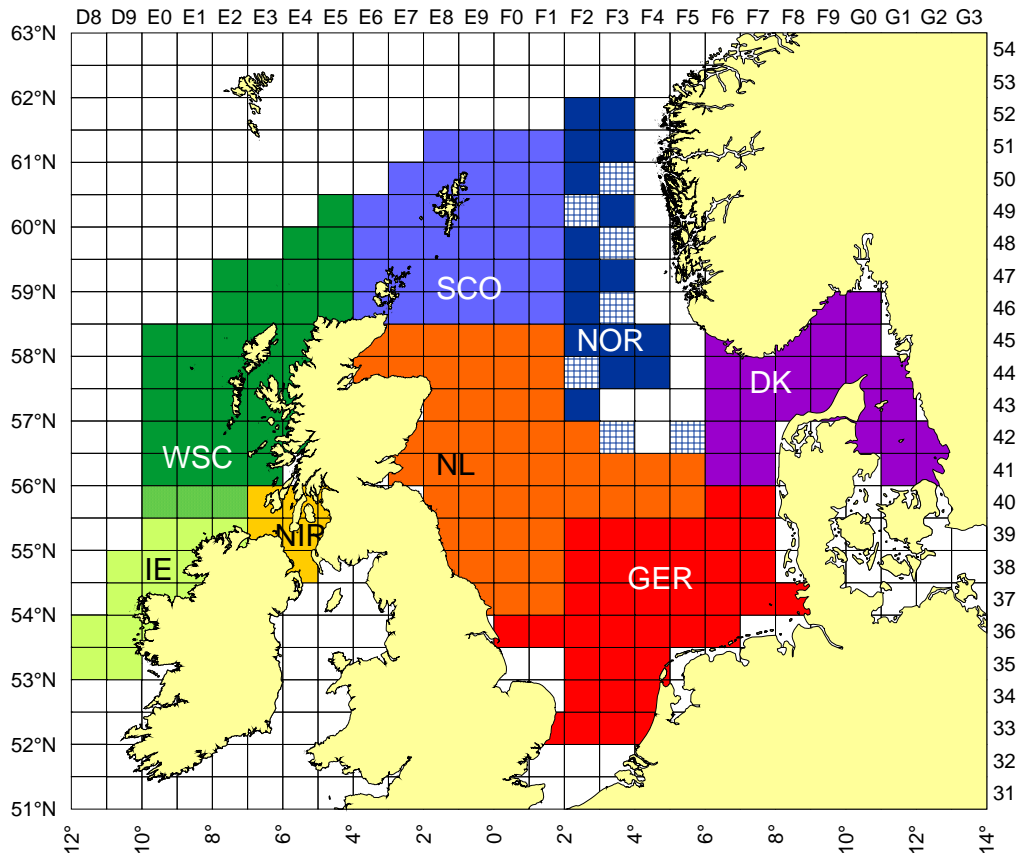 D8 D9 E0 E1 E2 E3 E4 E5 E6 E7 E8 E9 F0 F1 F2 F3 F4 F5 F6 F7 F8 F9 G0 G1 G2 G3
63°N
54
53
62°N
52
51
61°N
50
49
60°N
48
47
59°N
SCO
46
NOR
45
58°N
DK
44
43
57°N
WSC
NL
42
41
56°N
40
NIR
39
55°N
IE
GER
38
37
54°N
36
35
53°N
34
33
52°N
32
31
51°N
12° 10° 8° 6° 4° 2° 0° 2° 4° 6° 8° 10° 12° 14°